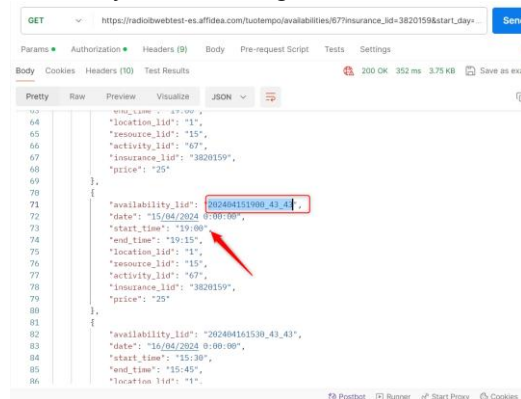 GET https://radioibwebtest-es.affidea.com/tuotempo/availabilities/67?insurance_lid=3820159&start_day=... Sen
Params Authorization Headers (9) Body Pre-request Script Tests Settings
Body Cookies Headers (10) Test Results 200 OK 352 ms 3.75 KB Save as exa
Pretty Raw Preview Visualize JSON
63 "end_time": "19:00",
64 "location_lid": "1",
65 "resource_lid": "15",
66 "activity_lid": "67",
67 "insurance_lid": "3820159",
68 "price": "25"
69 },
70 {
71 "availability_lid": "202404151900_43_43",
72 "date": "15/04/2024 0:00:00",
73 "start_time": "19:00",
74 "end_time": "19:15",
75 "location_lid": "1",
76 "resource_lid": "15",
77 "activity_lid": "67",
78 "insurance_lid": "3820159",
79 "price": "25"
80 },
81 {
82 "availability_lid": "202404161530_43_43",
83 "date": "16/04/2024 0:00:00",
84 "start_time": "15:30",
85 "end_time": "15:45",
86 "location_lid": "1",
Postbot Runner Start Proxy Cookies